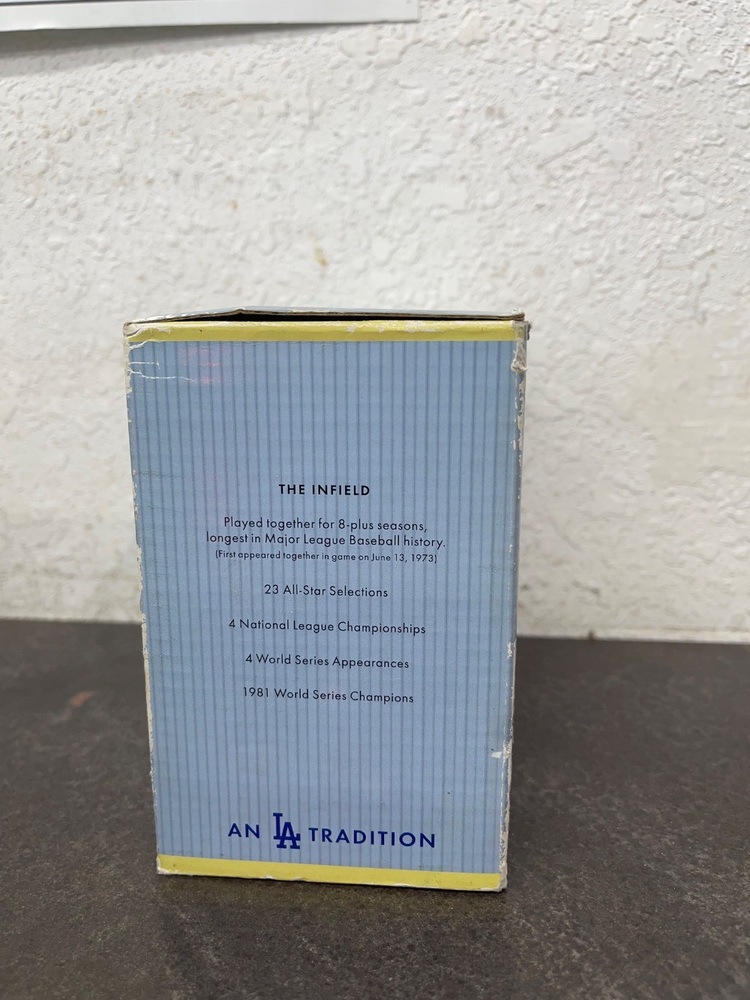 THE INFIELD
Played together for 8-plus seasons,
longest in Major League Baseball history.
(First appeared together in game on June 13, 1973)
23 All-Star Selections
4 National League Championships
4 World Series Appearances
1981 World Series Champions
AN LA TRADITION